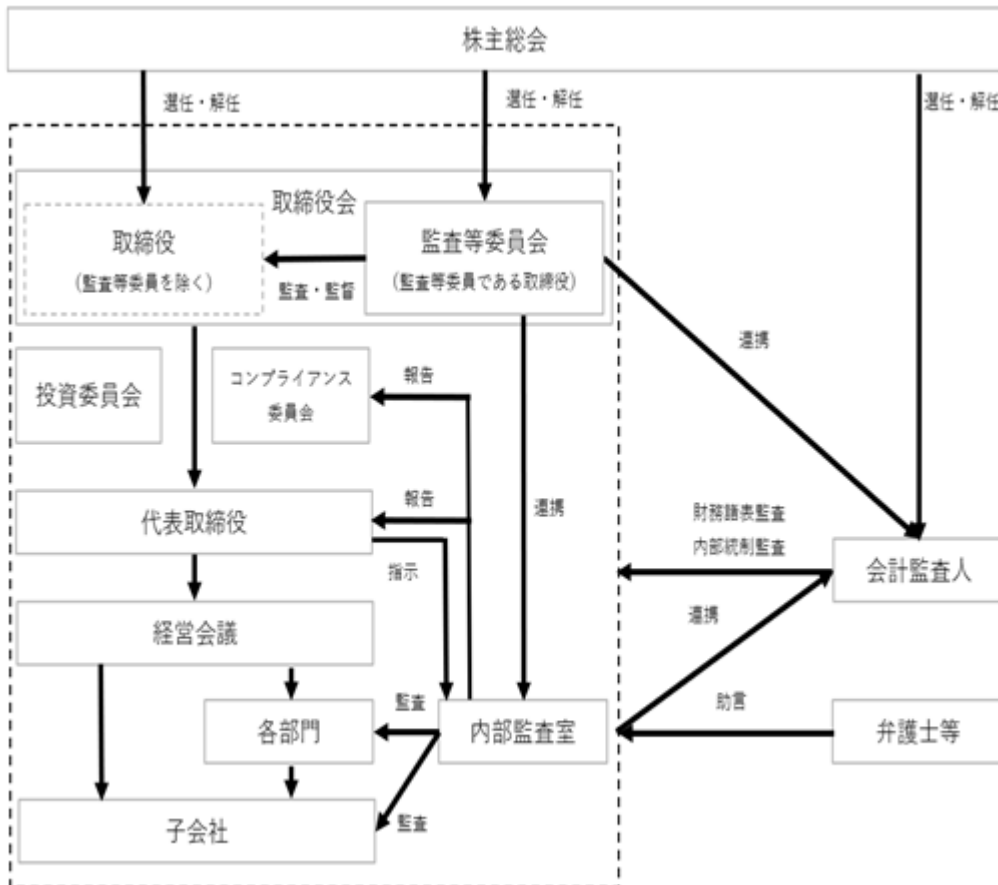 株主総会
選任・解任
選任・解任
選任・解任
取締役会
取締役
(監査等委員を除く)
監査・監督
監査等委員会
(監査等委員である取締役)
連携
投資委員会
コンプライアンス
委員会
報告
連携
代表取締役
報告
指示
財務諸表監査
内部統制監査
会計監査人
連携
経営会議
各部門
監査
内部監査室
助言
弁護士等
子会社
監査